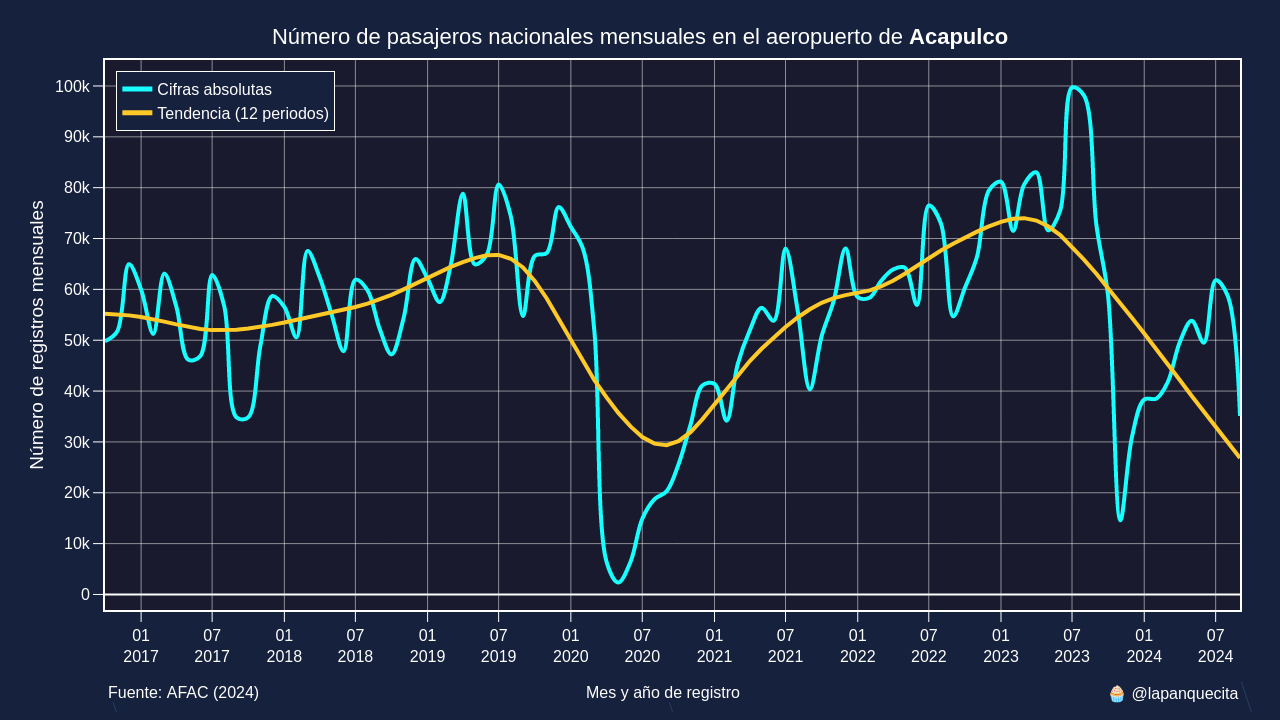 Número de pasajeros nacionales mensuales en el aeropuerto de Acapulco
Cifras absolutas
Tendencia (12 periodos)
Número de registros mensuales
100k
90k
80k
70k
60k
50k
40k
30k
20k
10k
0
01 07 01 07 01 07 01 07 01 07 01 07 01 07 01 07
2017 2017 2018 2018 2019 2019 2020 2020 2021 2021 2022 2022 2023 2023 2024 2024
Fuente: AFAC (2024) Mes y año de registro 🧁 @lapanquecita